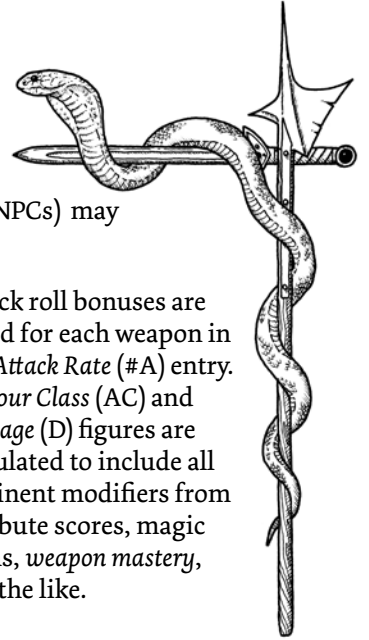 NPCs) may
ck roll bonuses are
d for each weapon in
Attack Rate (#A) entry.
our Class (AC) and
age (D) figures are
ulated to include all
inent modifiers from
bute scores, magic
s, weapon mastery,
the like.